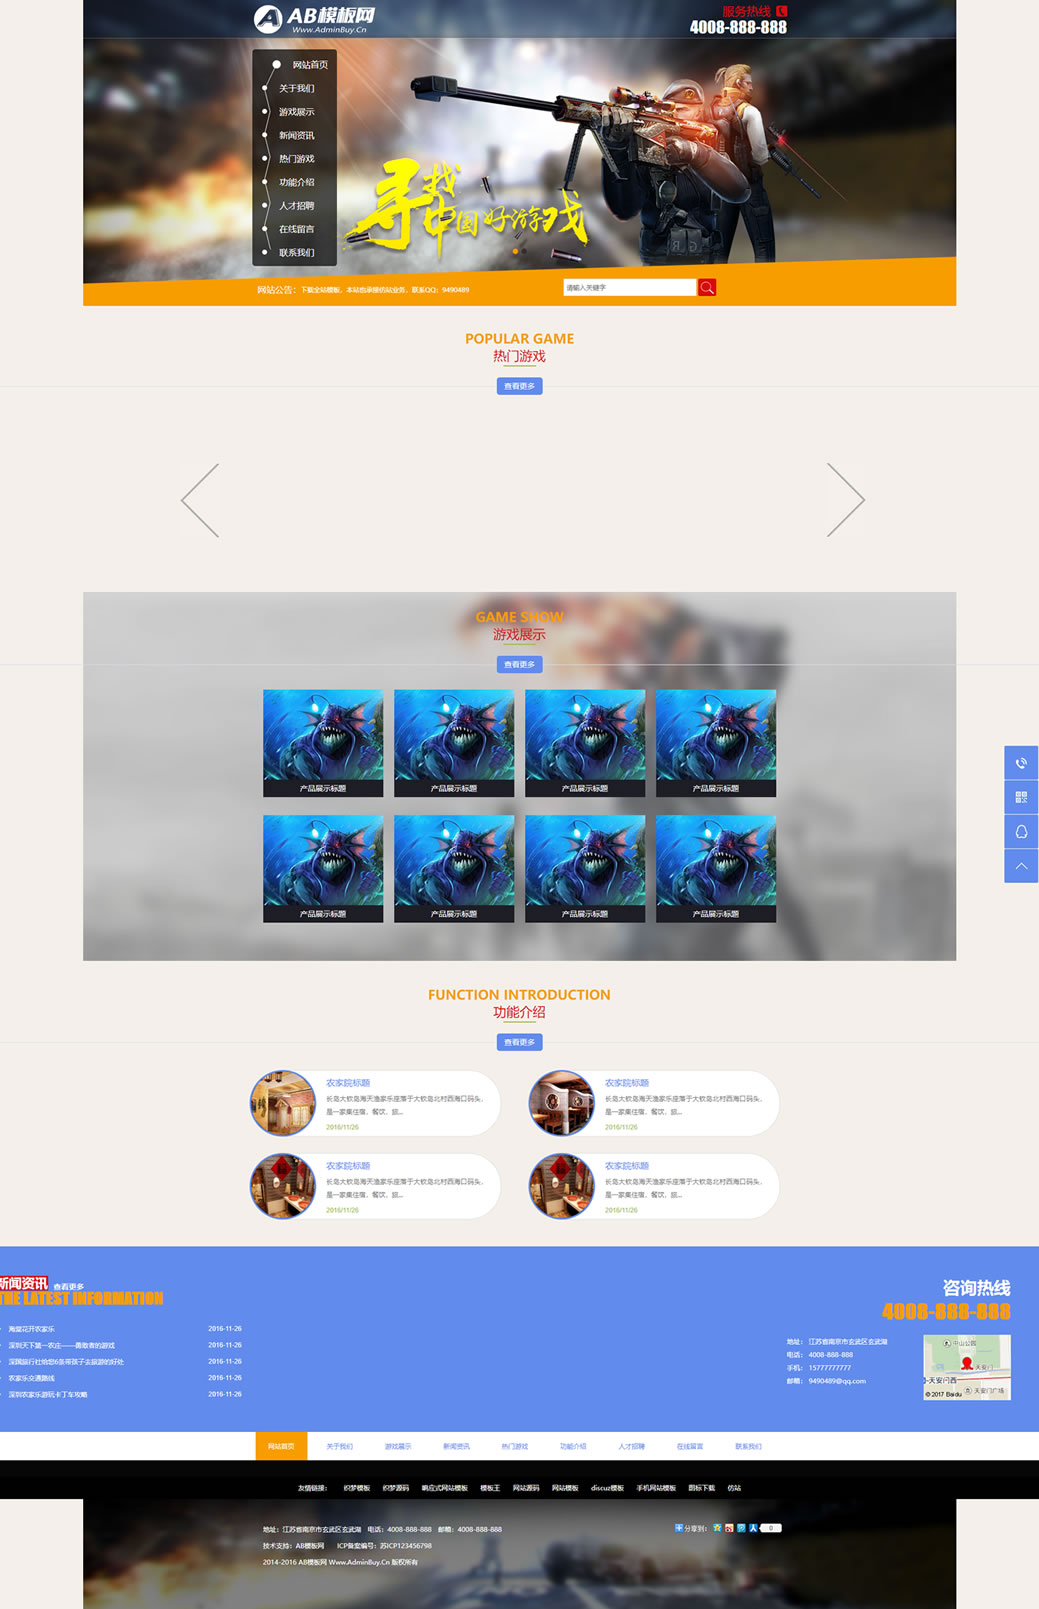 AB模板网
Www.AdminBuy.Cn
服务热线
4008-888-888
网站首页
关于我们
游戏展示
新闻资讯
热门游戏
功能介绍
人才招聘
在线留言
联系我们
寻找
中国好游戏
网站公告：下载全站模板、本站也承接仿站业务、联系QQ：9490489
请输入关键字
POPULAR GAME
热门游戏
查看更多
GAME SHOW
游戏展示
查看更多
产品展示标题 产品展示标题 产品展示标题 产品展示标题
产品展示标题 产品展示标题 产品展示标题 产品展示标题
FUNCTION INTRODUCTION
功能介绍
查看更多
农家院标题
长岛大钦岛海天渔家乐座落于大钦岛北村西海口码头，
是一家集住宿、餐饮、旅...
2016/11/26
农家院标题
长岛大钦岛海天渔家乐座落于大钦岛北村西海口码头，
是一家集住宿、餐饮、旅...
2016/11/26
农家院标题
长岛大钦岛海天渔家乐座落于大钦岛北村西海口码头，
是一家集住宿、餐饮、旅...
2016/11/26
农家院标题
长岛大钦岛海天渔家乐座落于大钦岛北村西海口码头，
是一家集住宿、餐饮、旅...
2016/11/26
新闻资讯 查看更多
THE LATEST INFORMATION
海棠花开农家乐 2016-11-26
深圳天下第一农庄——勇敢者的游戏 2016-11-26
深国旅行社给您6条带孩子去旅游的好处 2016-11-26
农家乐交通路线 2016-11-26
深圳农家乐游玩卡丁车攻略 2016-11-26
咨询热线
4008-888-888
地址： 江苏省南京市玄武区玄武湖
电话： 4008-888-888
手机： 15777777777
邮箱： 9490489@qq.com
中山公园
天安门
天安门西
天安门广场
© 2017 Baidu
网站首页 关于我们 游戏展示 新闻资讯 热门游戏 功能介绍 人才招聘 在线留言 联系我们
友情链接： 织梦模板 织梦源码 响应式网站模板 模板王 网站源码 网站模板 discuz模板 手机网站模板 图标下载 仿站
地址：江苏省南京市玄武区玄武湖 电话：4008-888-888 邮箱：4008-888-888
分享到： 0
技术支持：AB模板网 ICP备案编号：苏ICP123456798
2014-2016 AB模板网 Www.AdminBuy.Cn 版权所有